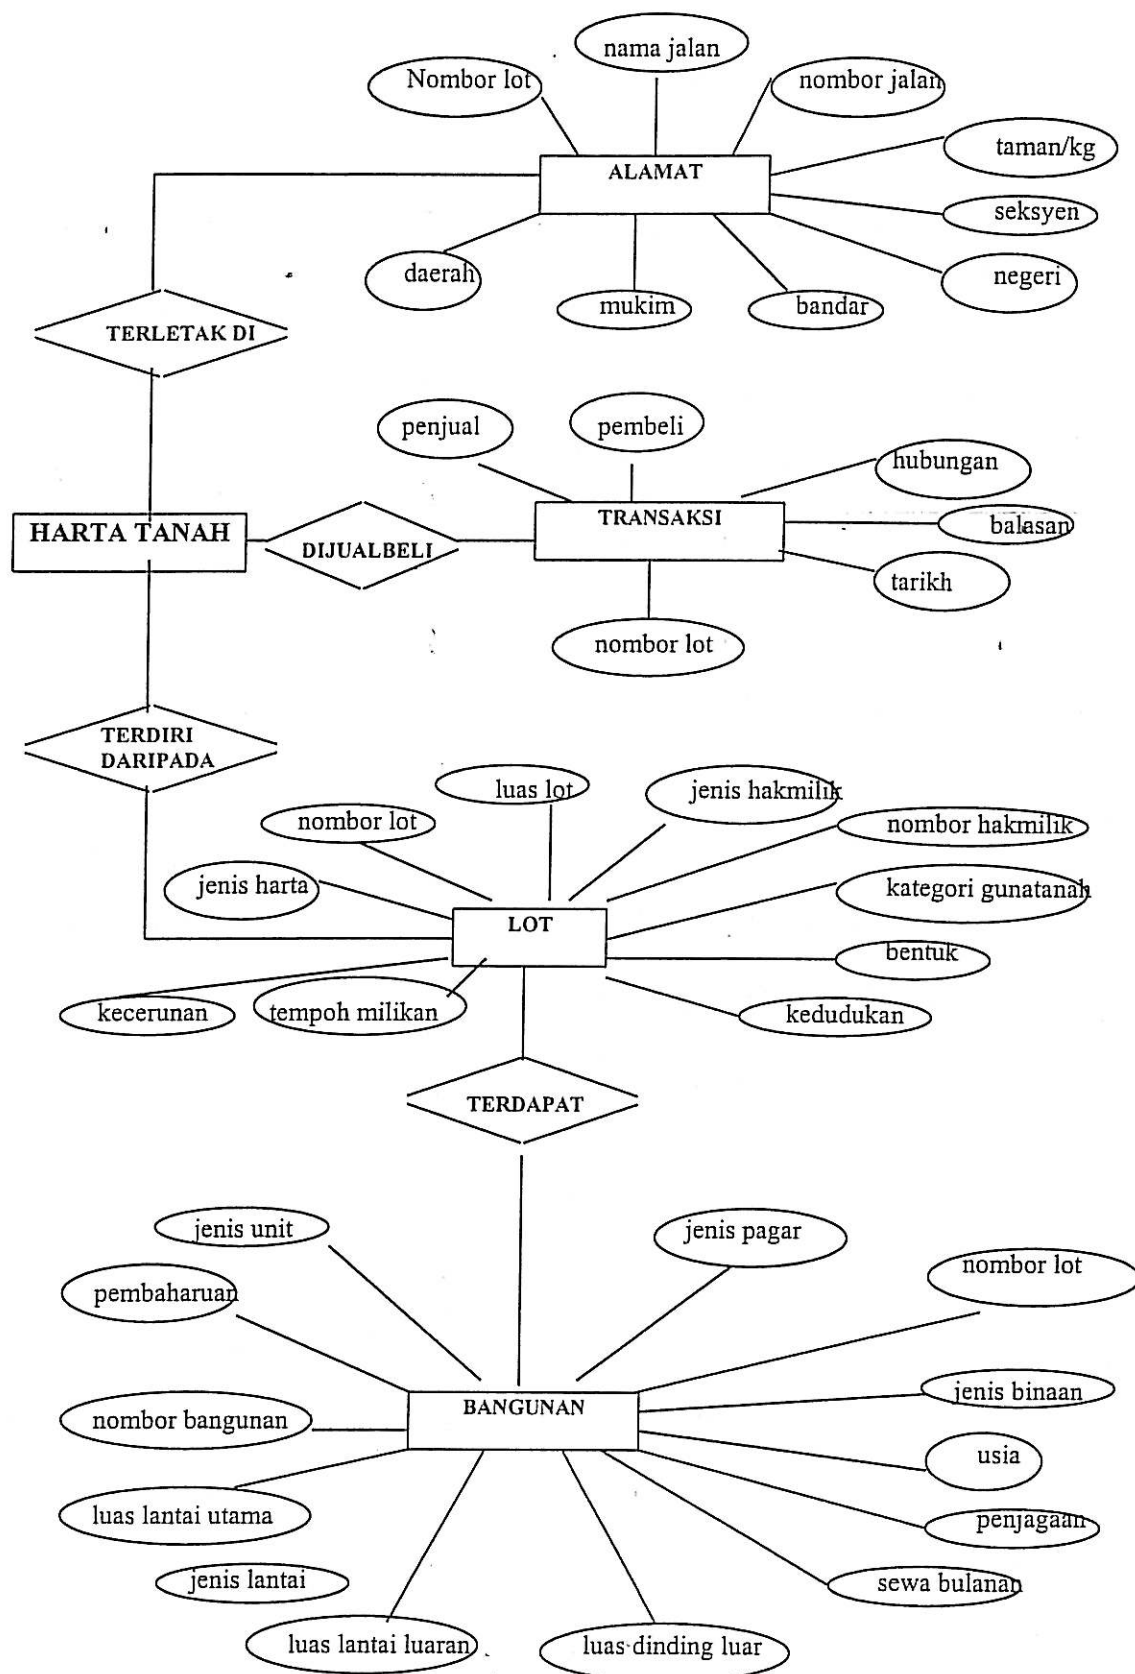 nama jalan
Nombor lot
nombor jalan
taman/kg
ALAMAT
seksyen
daerah
negeri
mukim
bandar
TERLETAK DI
penjual
pembeli
hubungan
HARTA TANAH
DIJUALBELI
TRANSAKSI
balasan
tarikh
nombor lot
TERDIRI
DARIPADA
luas lot
jenis hakmilik
nombor lot
nombor hakmilik
jenis harta
kategori gunatanah
LOT
bentuk
kecerunan
tempoh milikan
kedudukan
TERDAPAT
jenis unit
jenis pagar
nombor lot
pembaharuan
jenis binaan
BANGUNAN
nombor bangunan
usia
luas lantai utama
penjagaan
jenis lantai
sewa bulanan
luas lantai luaran
luas dinding luar